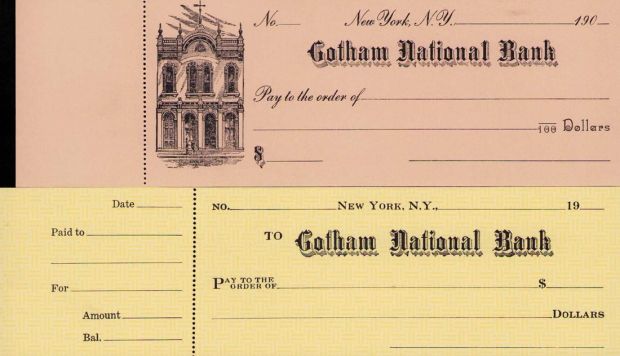 No. New York, N.Y. 190
Gotham National Bank
Pay to the order of
100 Dollars
$
Date
Paid to
For
Amount
Bal.
NO. NEW YORK, N.Y., 19
TO Gotham National Bank
PAY TO THE ORDER OF $
DOLLARS